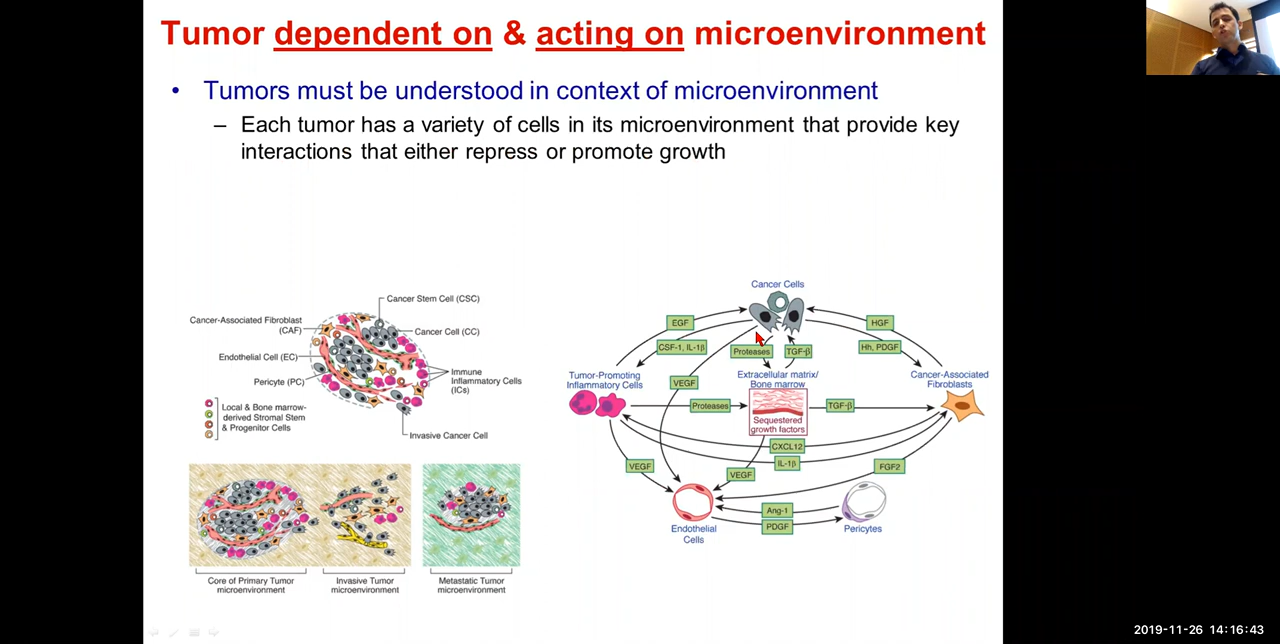 Tumor dependent on & acting on microenvironment
• Tumors must be understood in context of microenvironment
– Each tumor has a variety of cells in its microenvironment that provide key
interactions that either repress or promote growth
Cancer Stem Cell (CSC)
Cancer-Associated Fibroblast
(CAF)
Cancer Cell (CC)
Endothelial Cell (EC)
Immune
Inflammatory Cells
(ICs)
Pericyte (PC)
Local & Bone marrow-
derived Stromal Stem
& Progenitor Cells
Invasive Cancer Cell
Core of Primary Tumor
microenvironment
Invasive Tumor
microenvironment
Metastatic Tumor
microenvironment
Cancer Cells
EGF
HGF
CSF-1, IL-1β
Proteases
TGF-β
Hh, PDGF
Tumor-Promoting
Inflammatory Cells
VEGF
Extracellular matrix/
Bone marrow
Cancer-Associated
Fibroblasts
Proteases
TGF-β
Sequestered
growth factors
CXCL12
IL-1β
VEGF
VEGF
FGF2
Ang-1
PDGF
Endothelial
Cells
Pericytes
2019-11-26 14:16:43